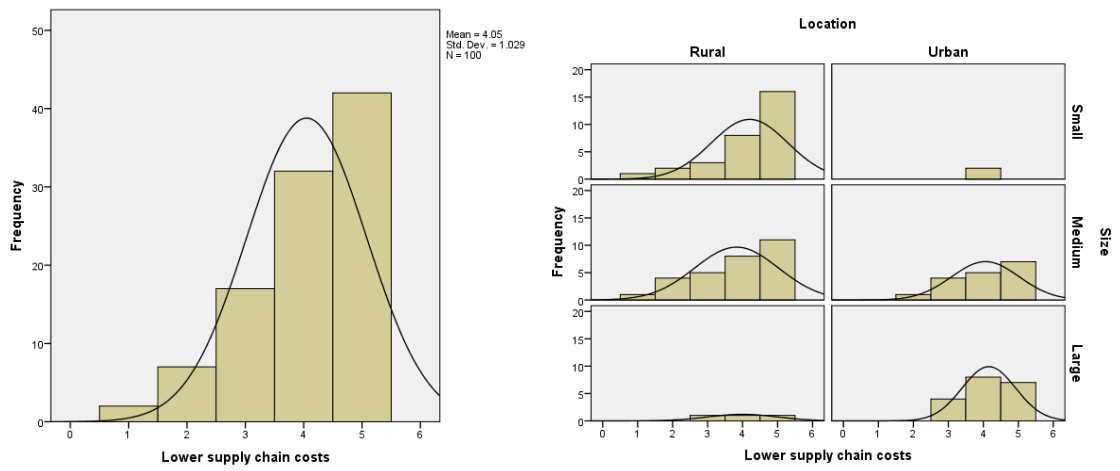 50
40
30
20
10
0
Frequency
0 1 2 3 4 5 6
Lower supply chain costs
Mean = 4.05
Std. Dev. = 1.029
N = 100
Location
Rural Urban
20
15
10
5
0
Small
20
15
10
5
0
Medium
20
15
10
5
0
Large
Frequency
Size
0 1 2 3 4 5 6 0 1 2 3 4 5 6
Lower supply chain costs